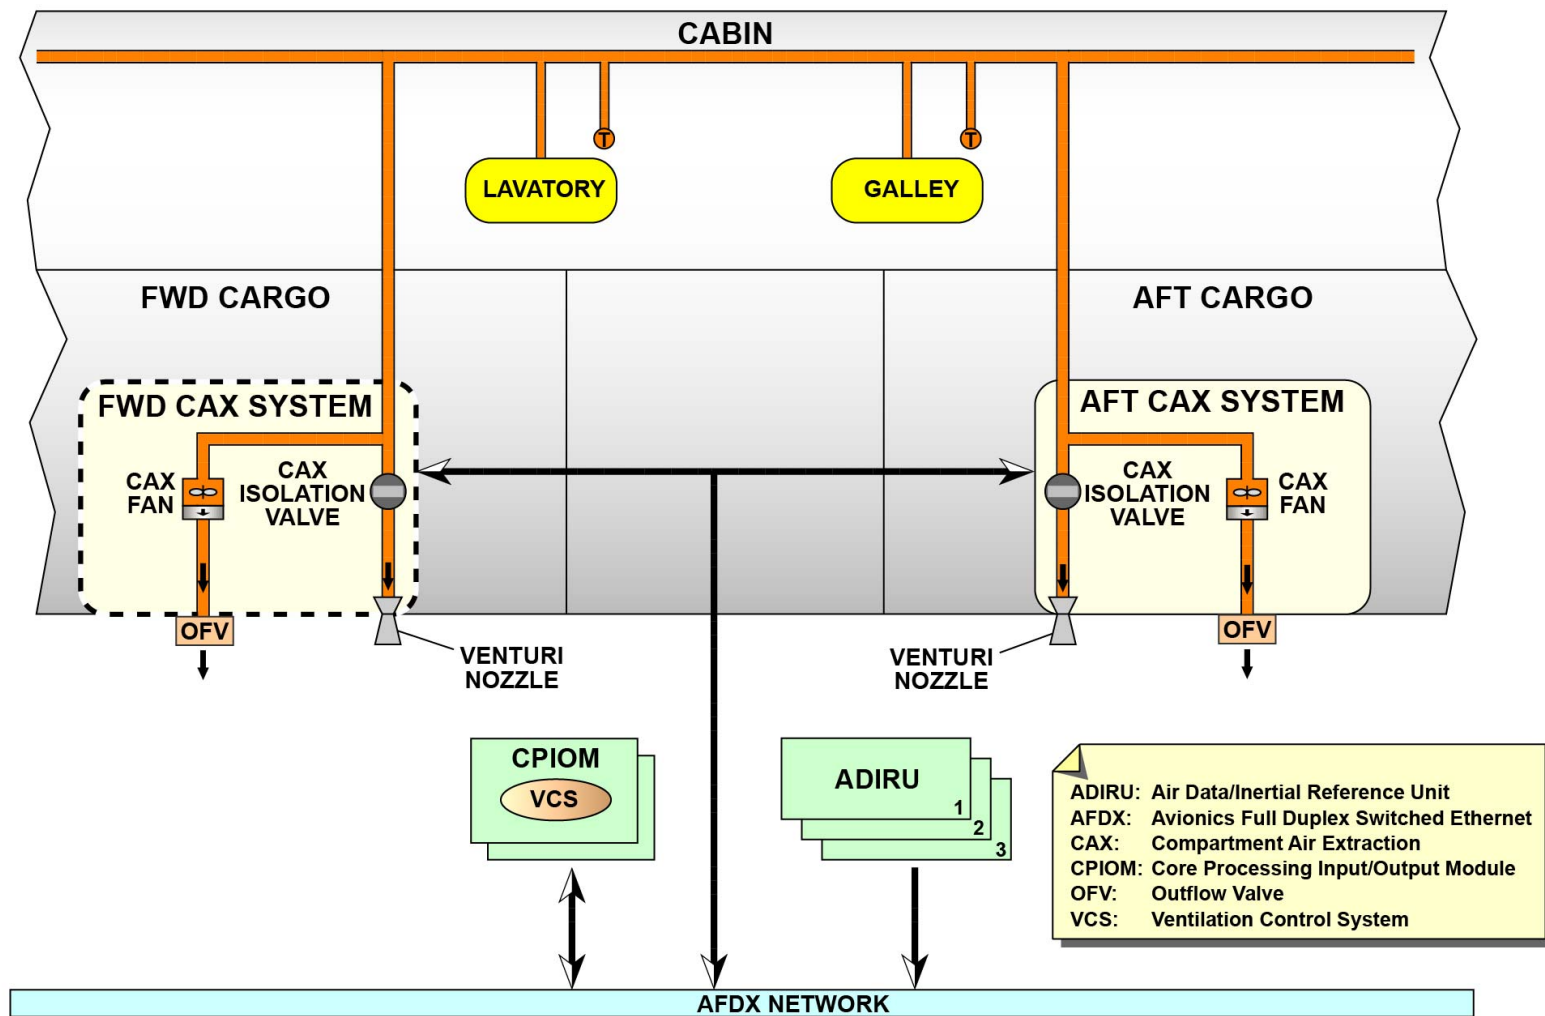 CABIN
T
T
LAVATORY
GALLEY
FWD CARGO
AFT CARGO
FWD CAX SYSTEM
AFT CAX SYSTEM
CAX
FAN
CAX
ISOLATION
VALVE
CAX
ISOLATION
VALVE
CAX
FAN
OFV
OFV
VENTURI
NOZZLE
VENTURI
NOZZLE
CPIOM
VCS
ADIRU
1
2
3
ADIRU: Air Data/Inertial Reference Unit
AFDX: Avionics Full Duplex Switched Ethernet
CAX: Compartment Air Extraction
CPIOM: Core Processing Input/Output Module
OFV: Outflow Valve
VCS: Ventilation Control System
AFDX NETWORK